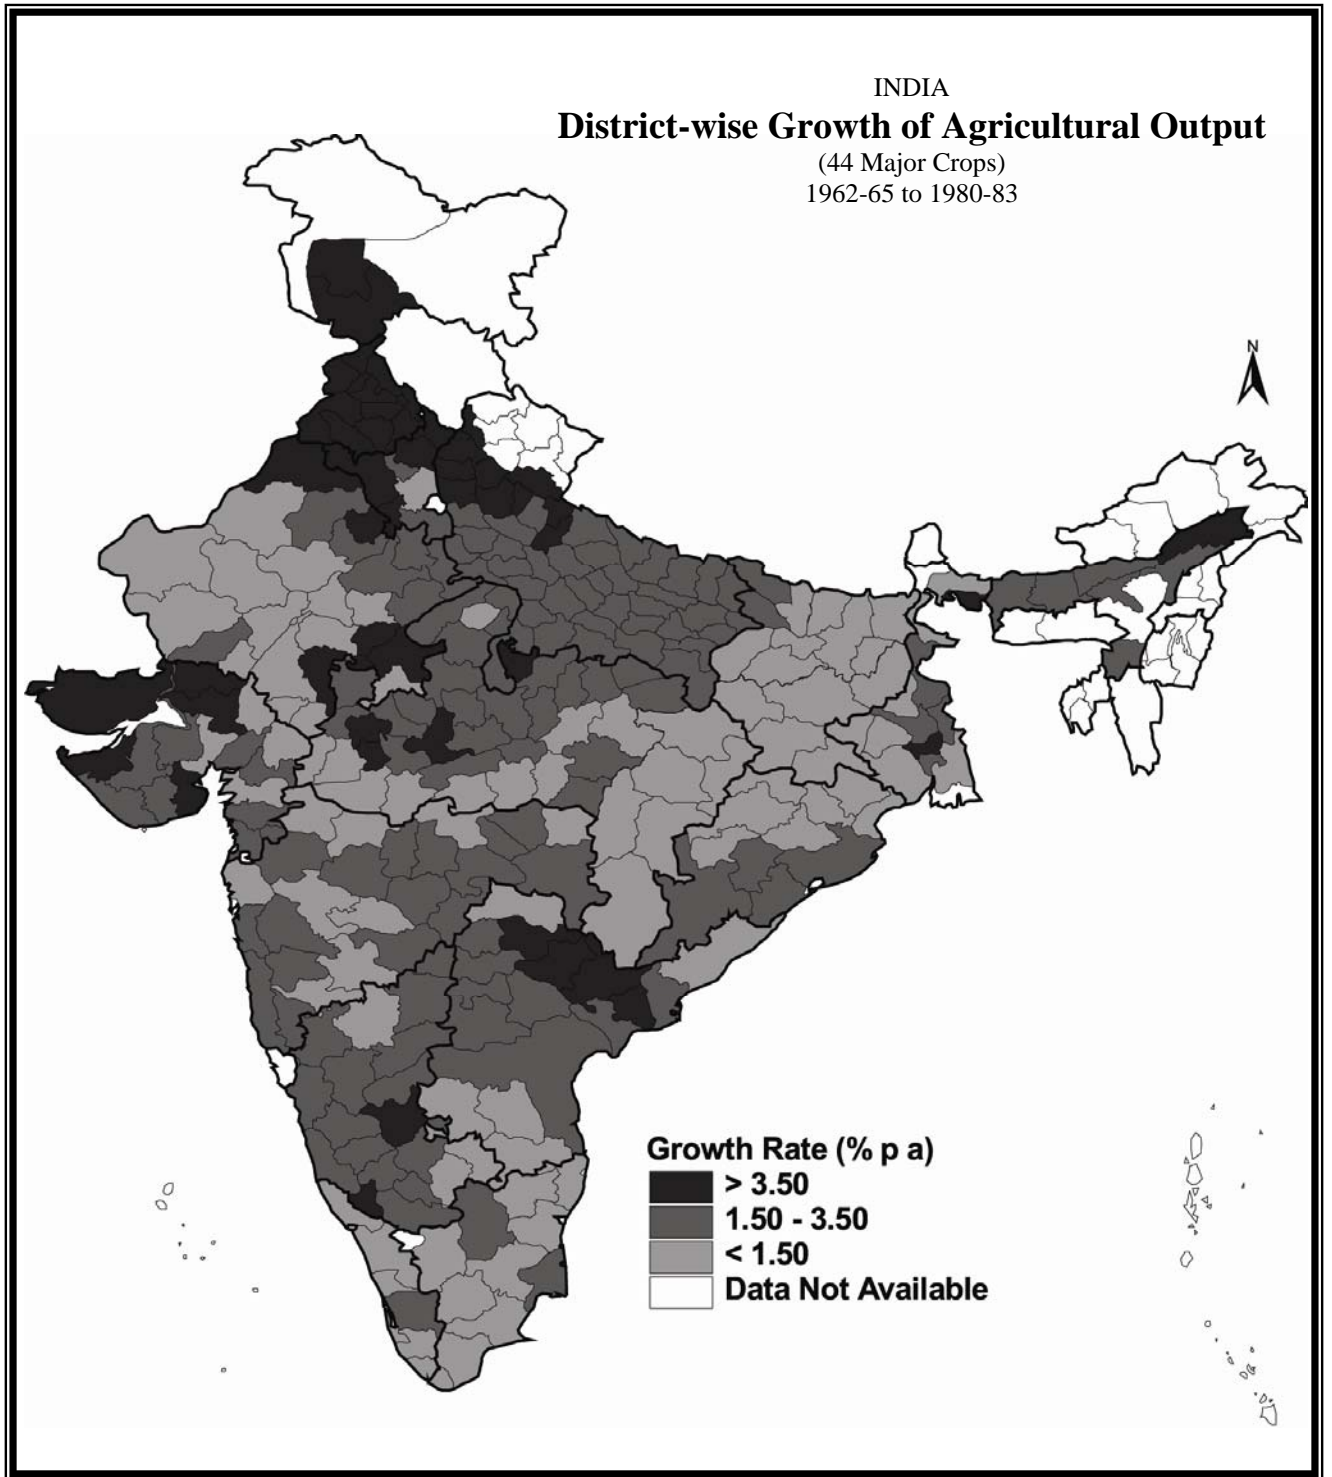 INDIA
District-wise Growth of Agricultural Output
(44 Major Crops)
1962-65 to 1980-83
N
Growth Rate (% p a)
> 3.50
1.50 - 3.50
< 1.50
Data Not Available